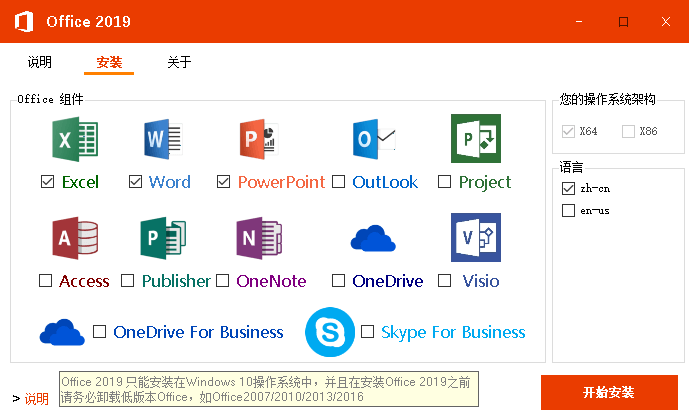 Office 2019
说明 安装 关于
Office 组件
Excel Word PowerPoint OutLook Project
Access Publisher OneNote OneDrive Visio
OneDrive For Business Skype For Business
您的操作系统架构
X64 X86
语言
zh-cn
en-us
> 说明
Office 2019 只能安装在Windows 10操作系统中，并且在安装Office 2019之前
请务必卸载低版本Office，如Office2007/2010/2013/2016
开始安装